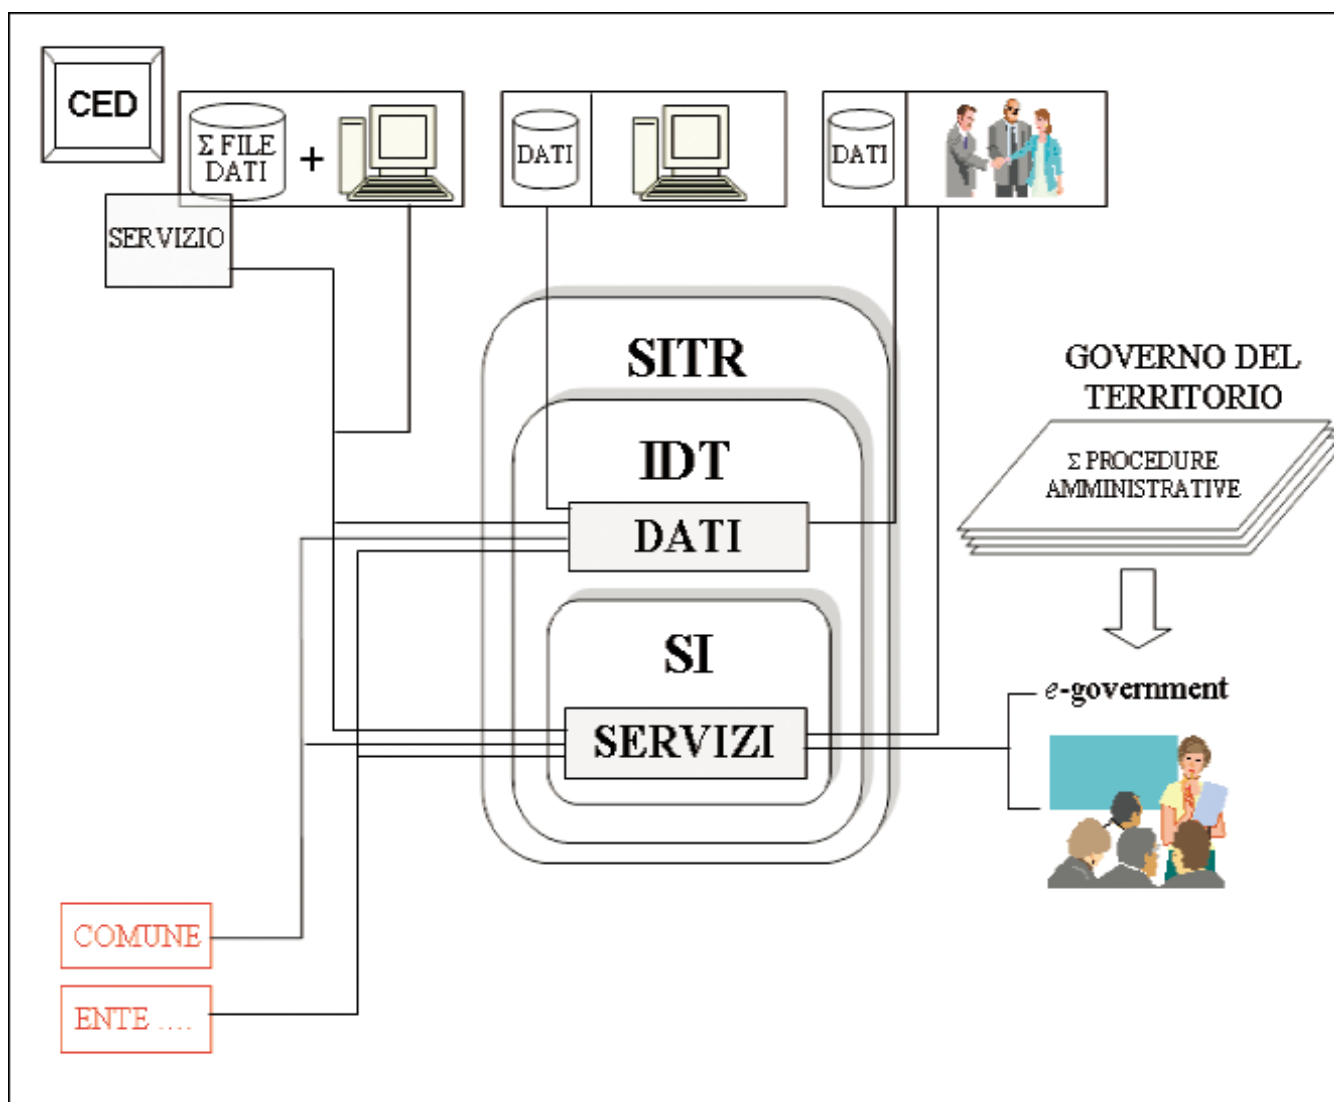 CED
Σ FILE
DATI
+
DATI
DATI
SERVIZIO
SITR
GOVERNO DEL
TERRITORIO
IDT
Σ PROCEDURE
AMMINISTRATIVE
DATI
SI
e-government
SERVIZI
COMUNE
ENTE ....